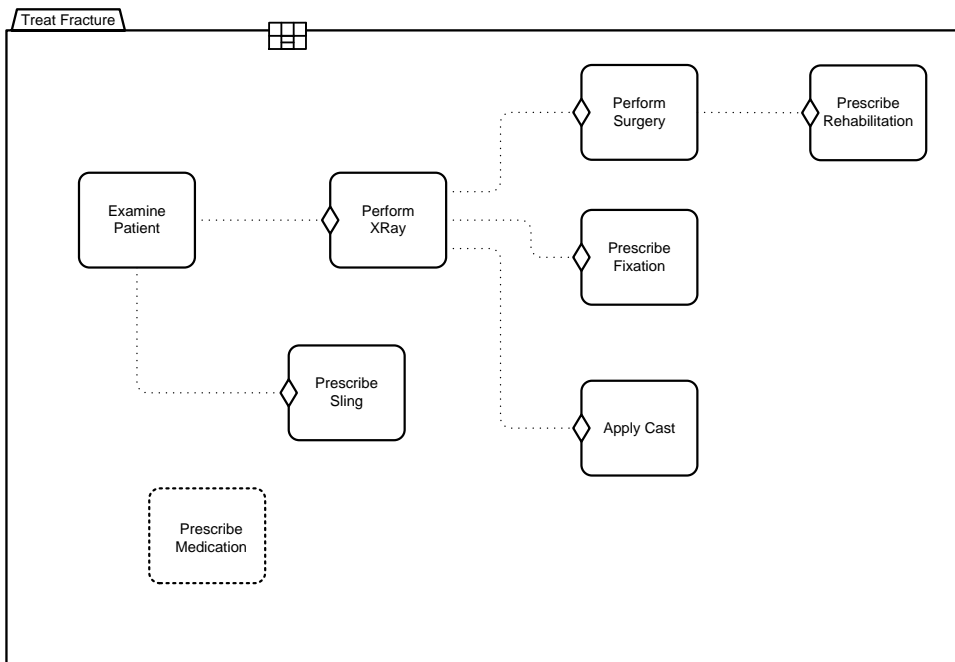 Treat Fracture
Perform
Surgery
Prescribe
Rehabilitation
Examine
Patient
Perform
XRay
Prescribe
Fixation
Prescribe
Sling
Apply Cast
Prescribe
Medication